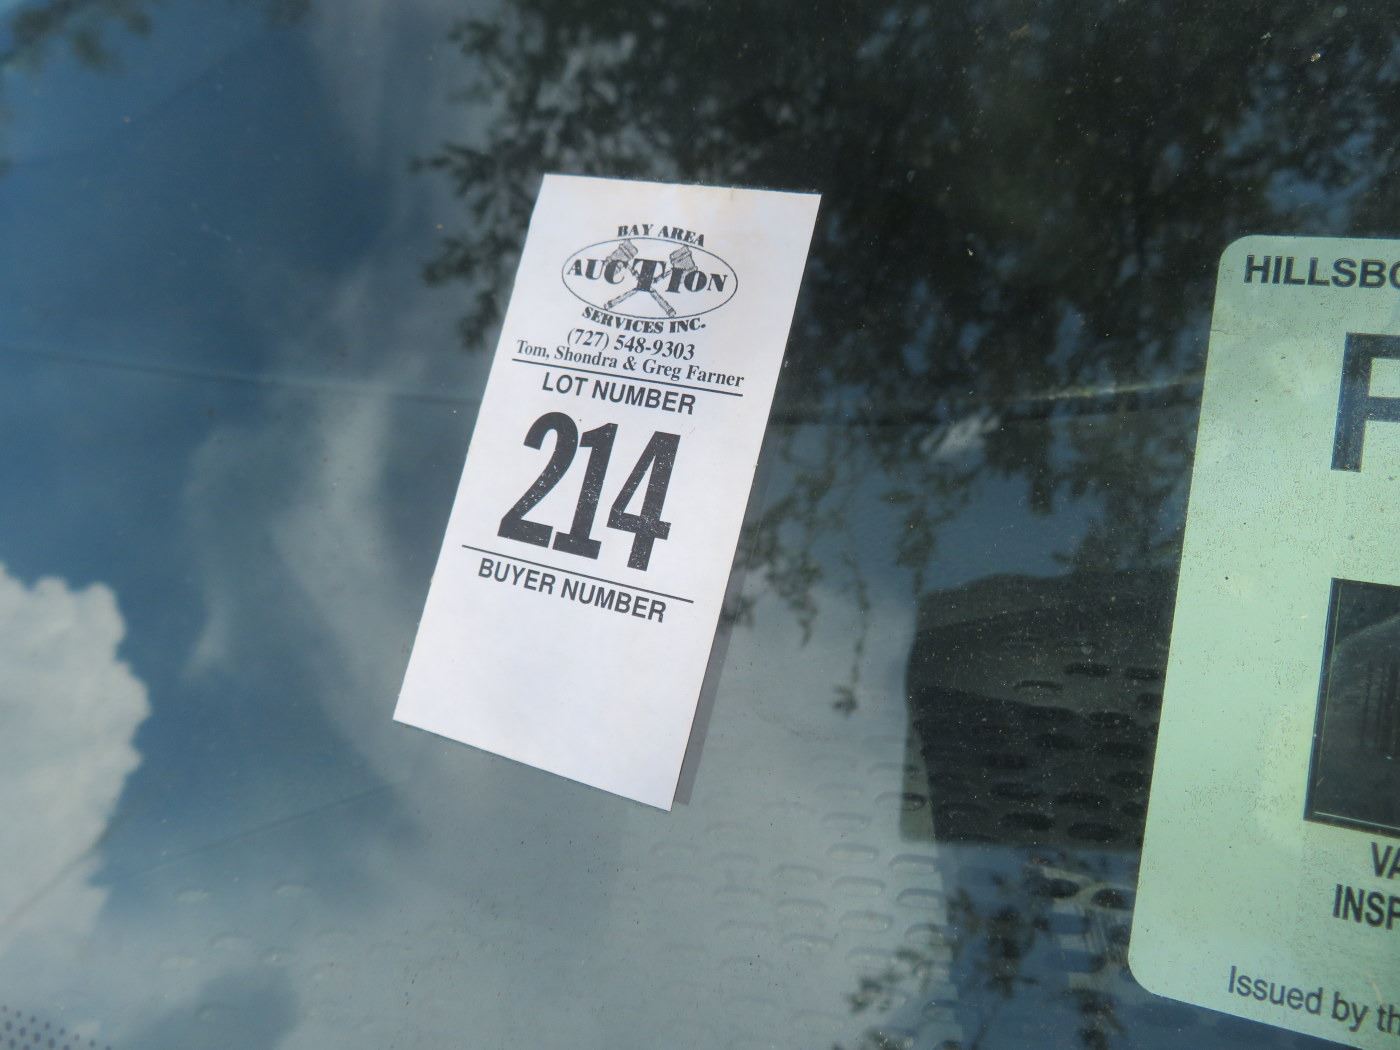 BAY AREA
AUCTION
SERVICES INC.
(727) 548-9303
Tom, Shondra & Greg Farner
LOT NUMBER
214
BUYER NUMBER
HILLSBO
P
VA
INSP
Issued by th